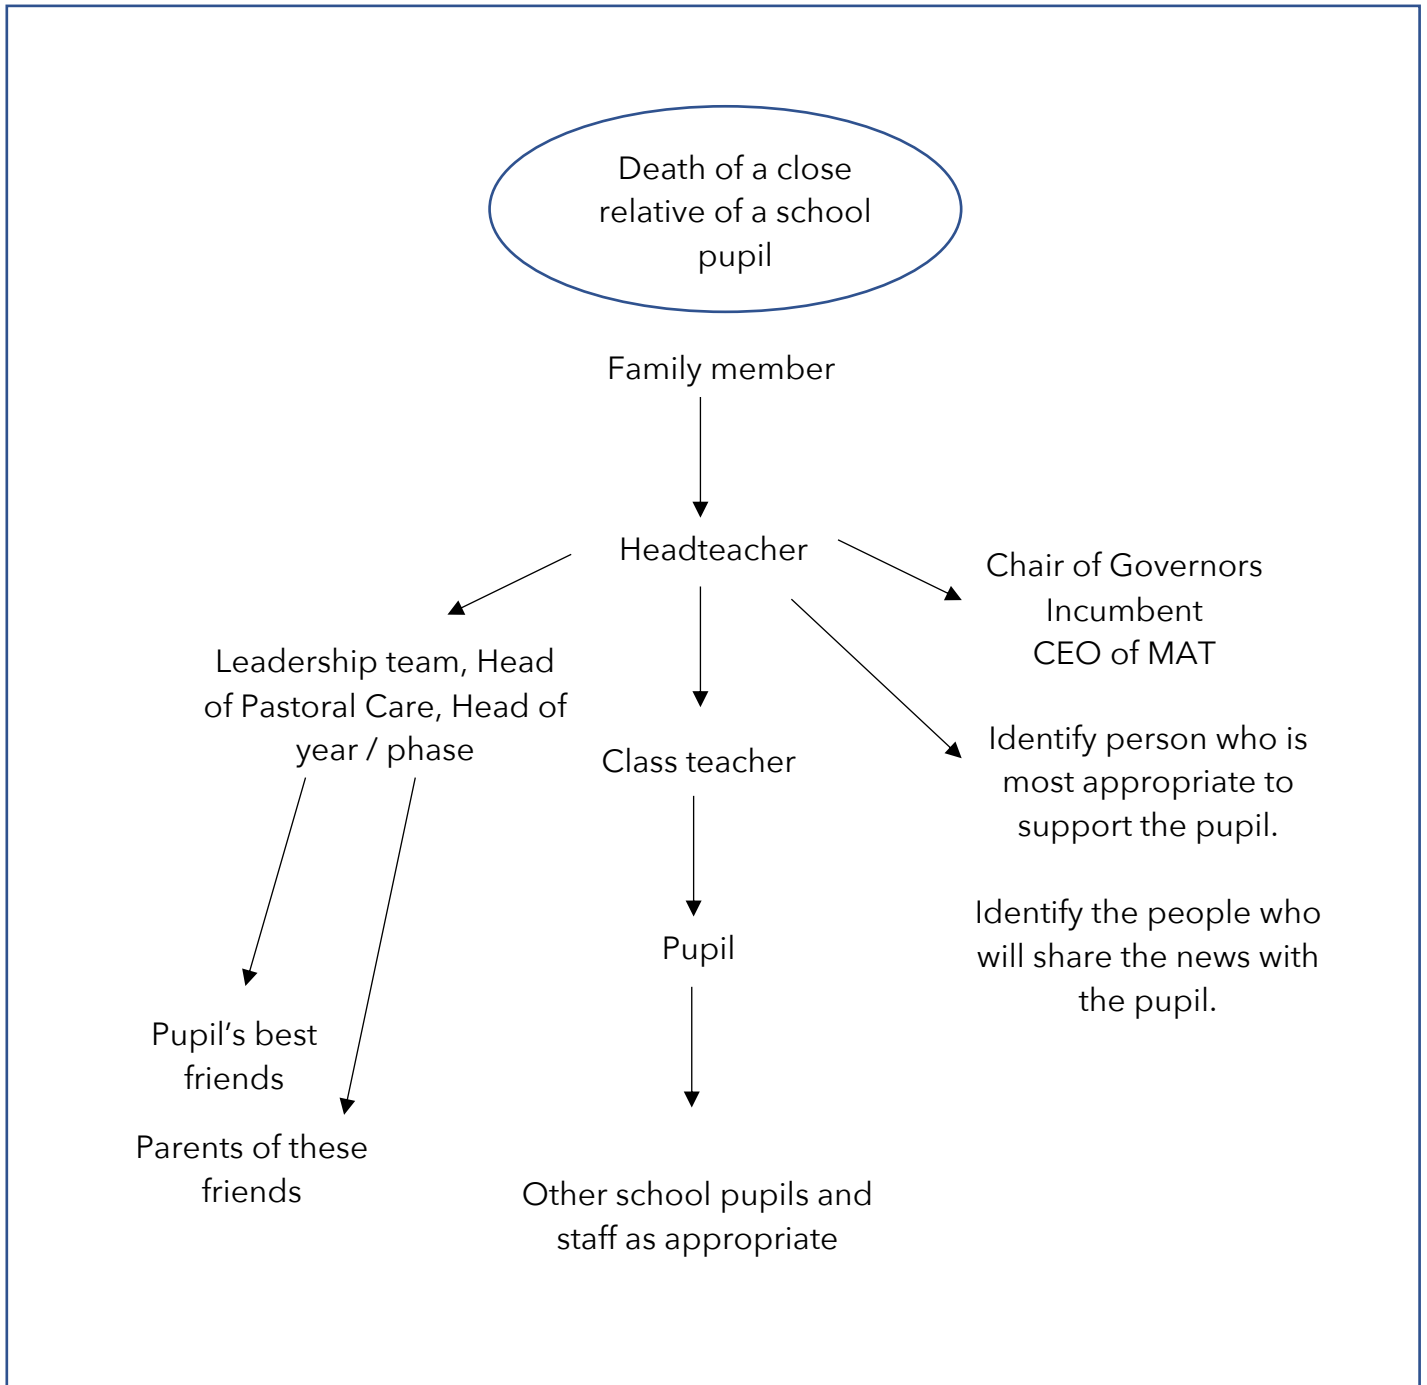 Death of a close
relative of a school
pupil
Family member
Headteacher
Chair of Governors
Incumbent
CEO of MAT
Leadership team, Head
of Pastoral Care, Head of
year / phase
Class teacher
Identify person who is
most appropriate to
support the pupil.
Identify the people who
will share the news with
the pupil.
Pupil
Pupil’s best
friends
Parents of these
friends
Other school pupils and
staff as appropriate